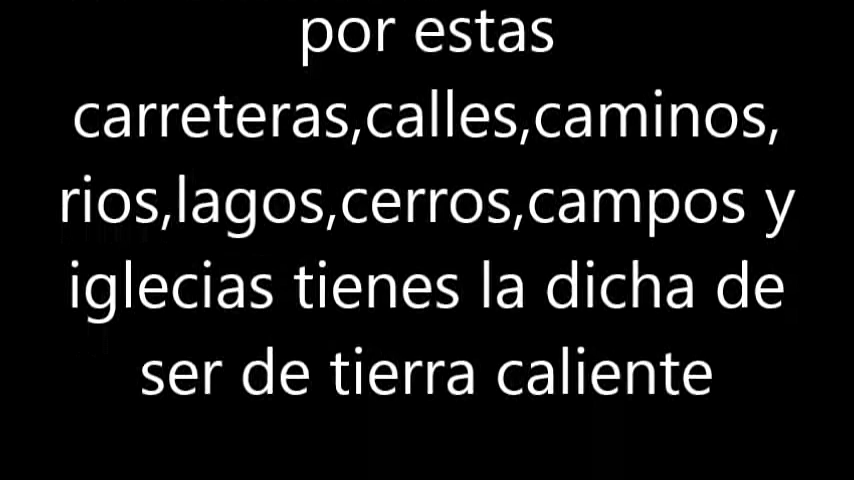 por estas
carreteras,calles,caminos,
rios,lagos,cerros,campos y
iglecias tienes la dicha de
ser de tierra caliente